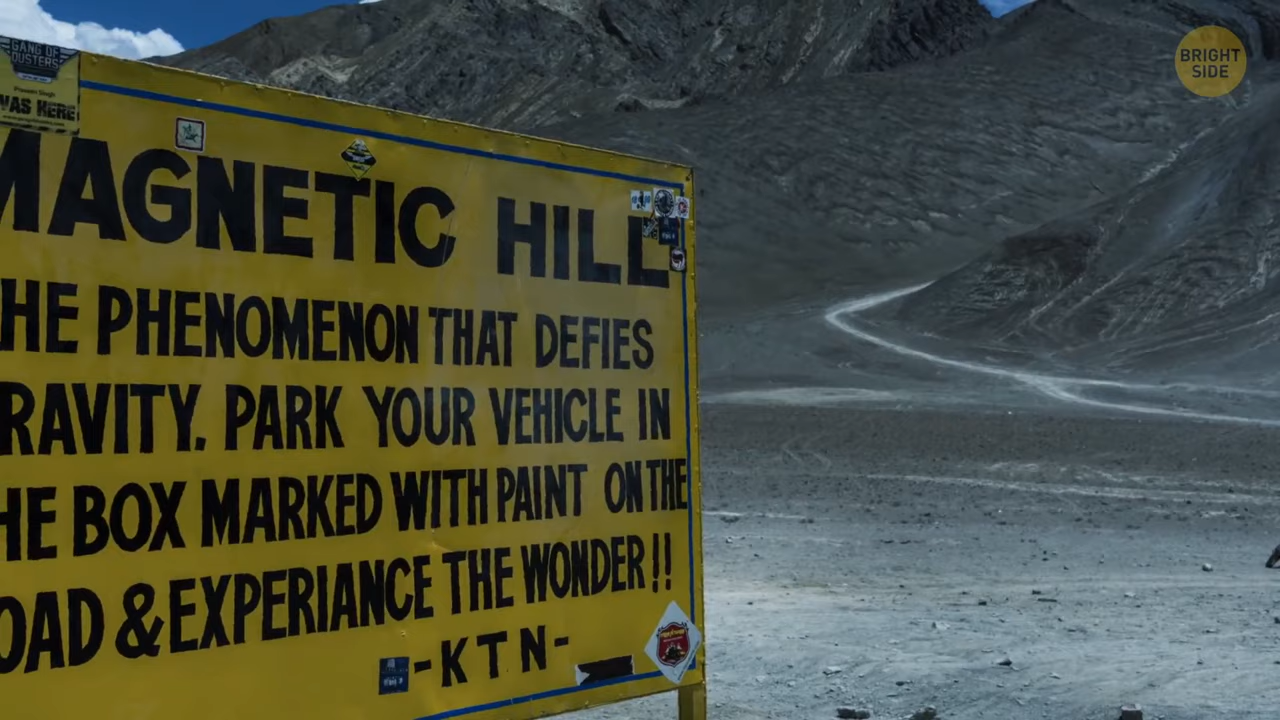 BRIGHT
SIDE
GANG OF
DUSTERS
WAS HERE
MAGNETIC HILL
HE PHENOMENON THAT DEFIES
RAVITY. PARK YOUR VEHICLE IN
HE BOX MARKED WITH PAINT ON THE
OAD & EXPERIANCE THE WONDER !!
-KTN-